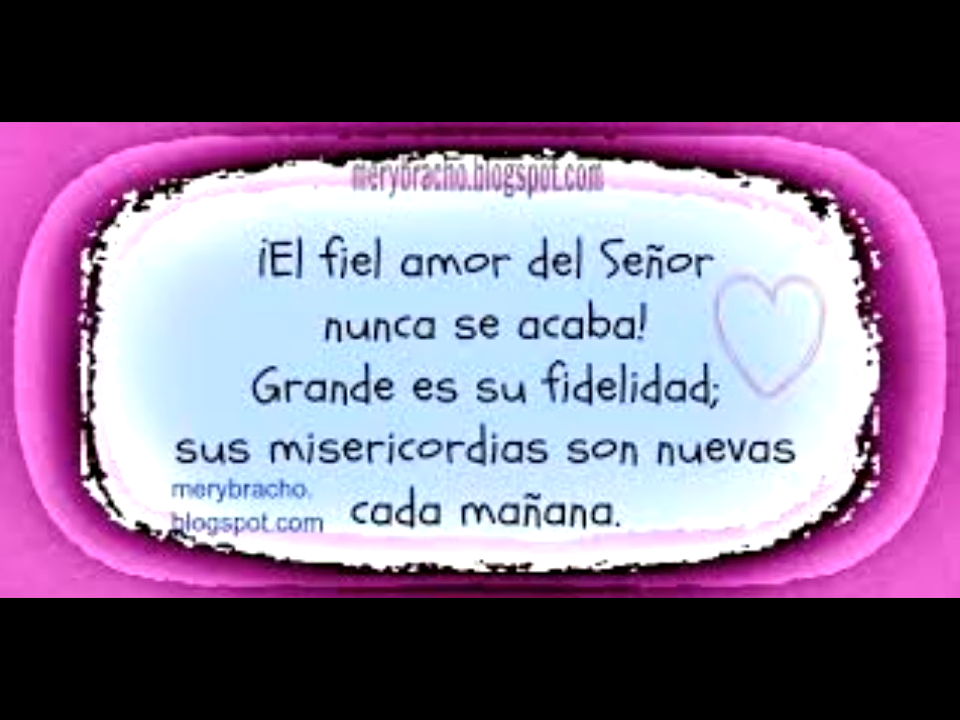 merybracho.blogspot.com
¡El fiel amor del Señor
nunca se acaba!
Grande es su fidelidad;
sus misericordias son nuevas
cada mañana.
merybracho.
blogspot.com